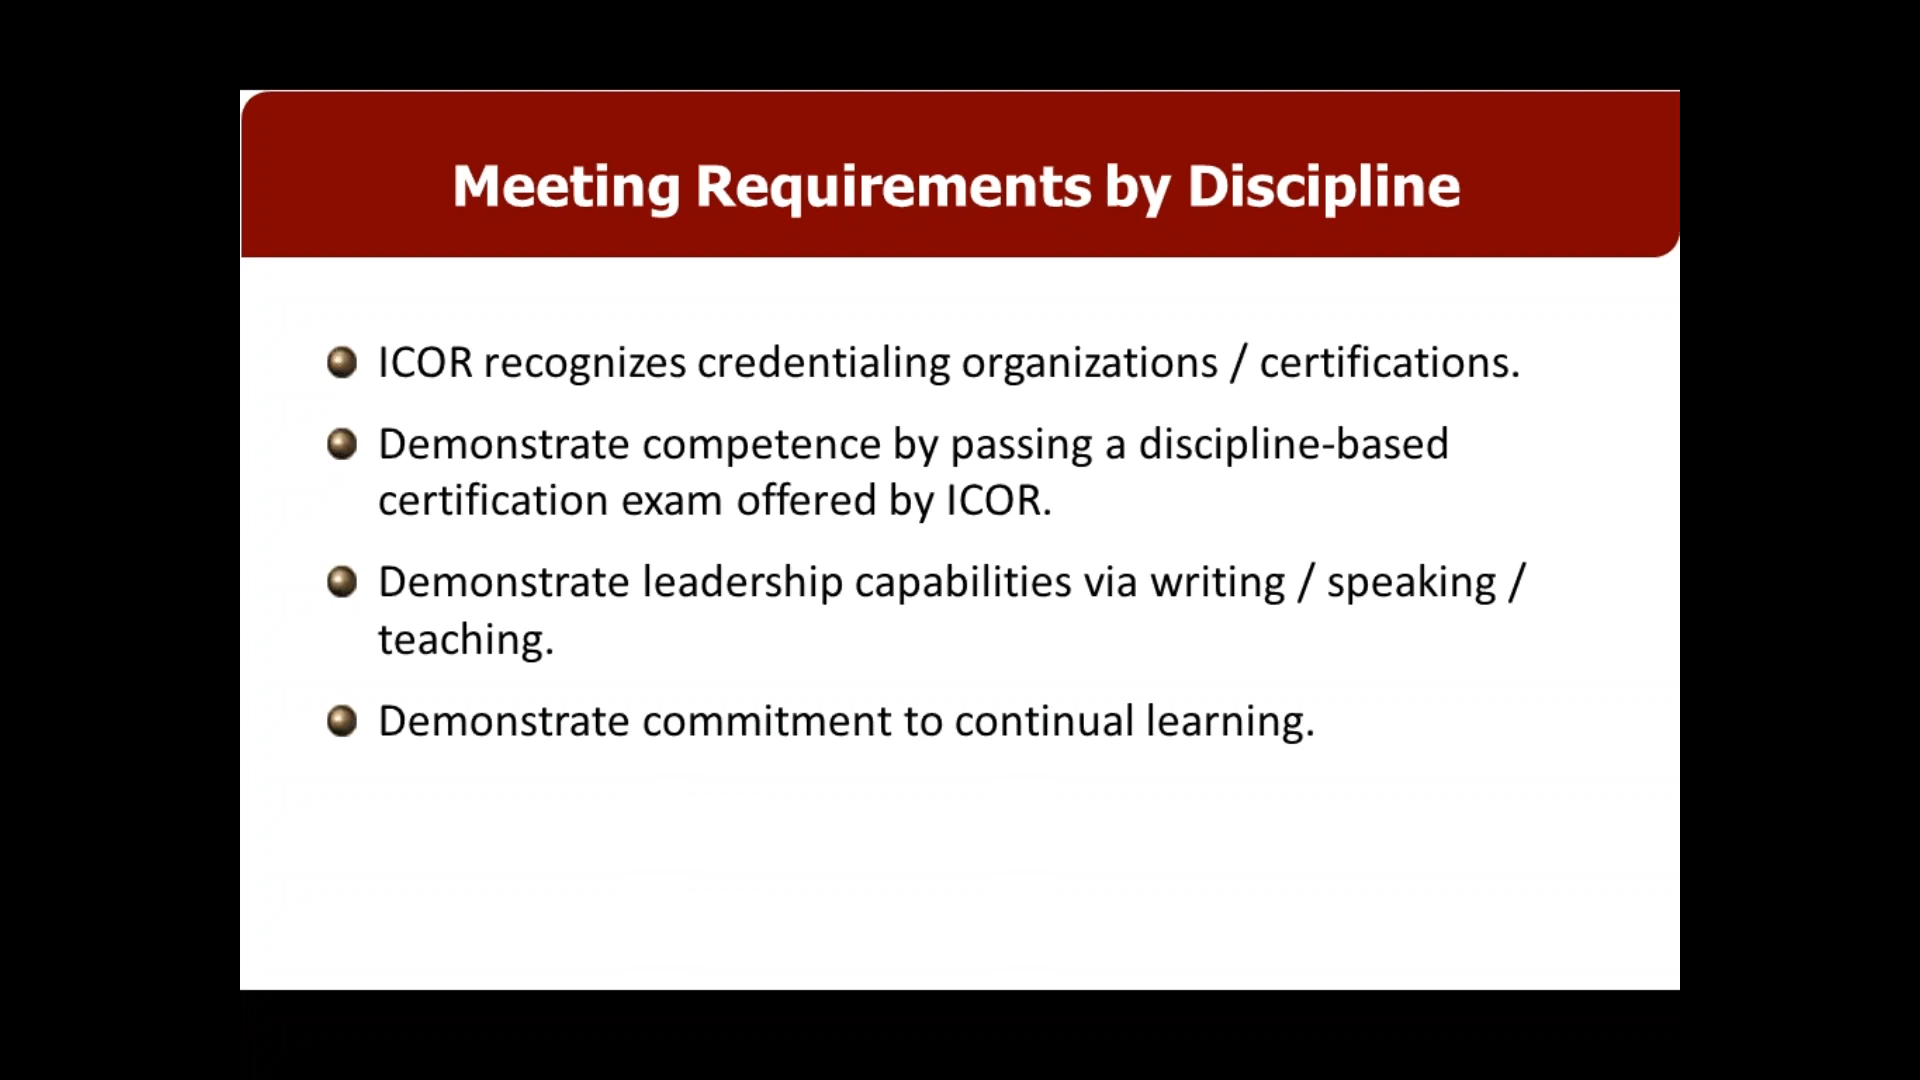 Meeting Requirements by Discipline
ICOR recognizes credentialing organizations / certifications.
Demonstrate competence by passing a discipline-based
certification exam offered by ICOR.
Demonstrate leadership capabilities via writing / speaking /
teaching.
Demonstrate commitment to continual learning.